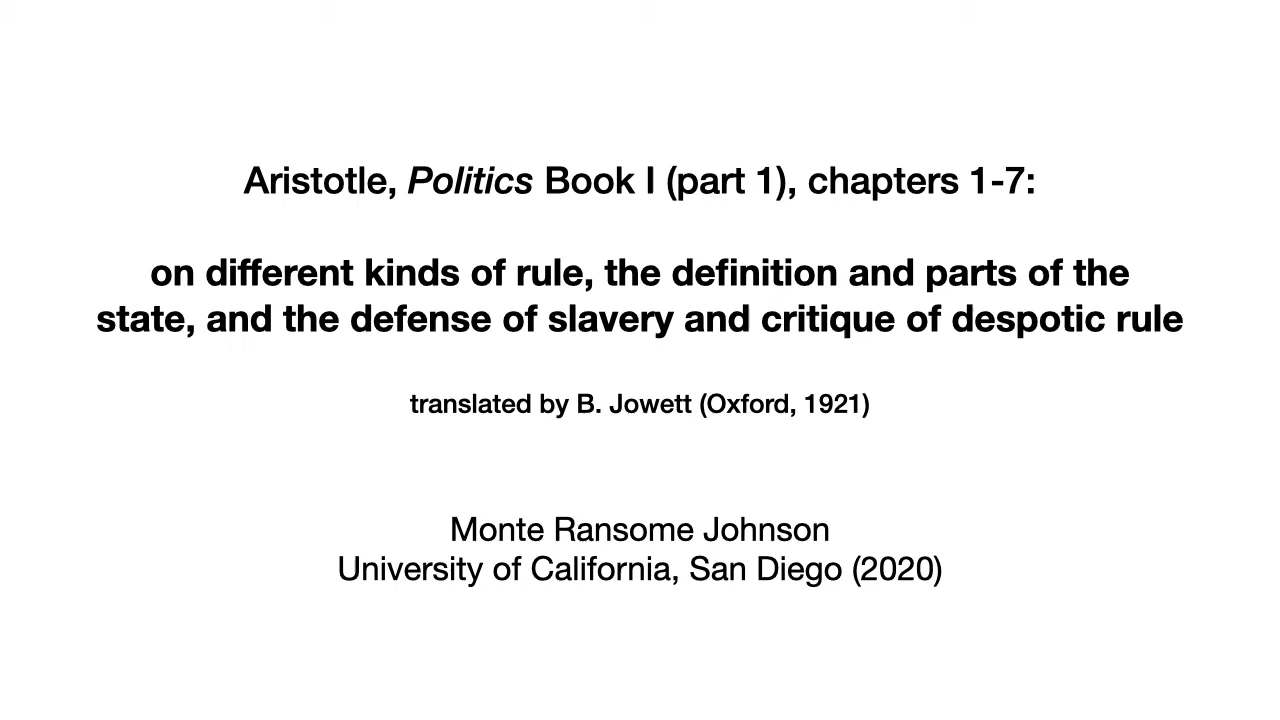 Aristotle, Politics Book I (part 1), chapters 1-7:
on different kinds of rule, the definition and parts of the
state, and the defense of slavery and critique of despotic rule
translated by B. Jowett (Oxford, 1921)
Monte Ransome Johnson
University of California, San Diego (2020)